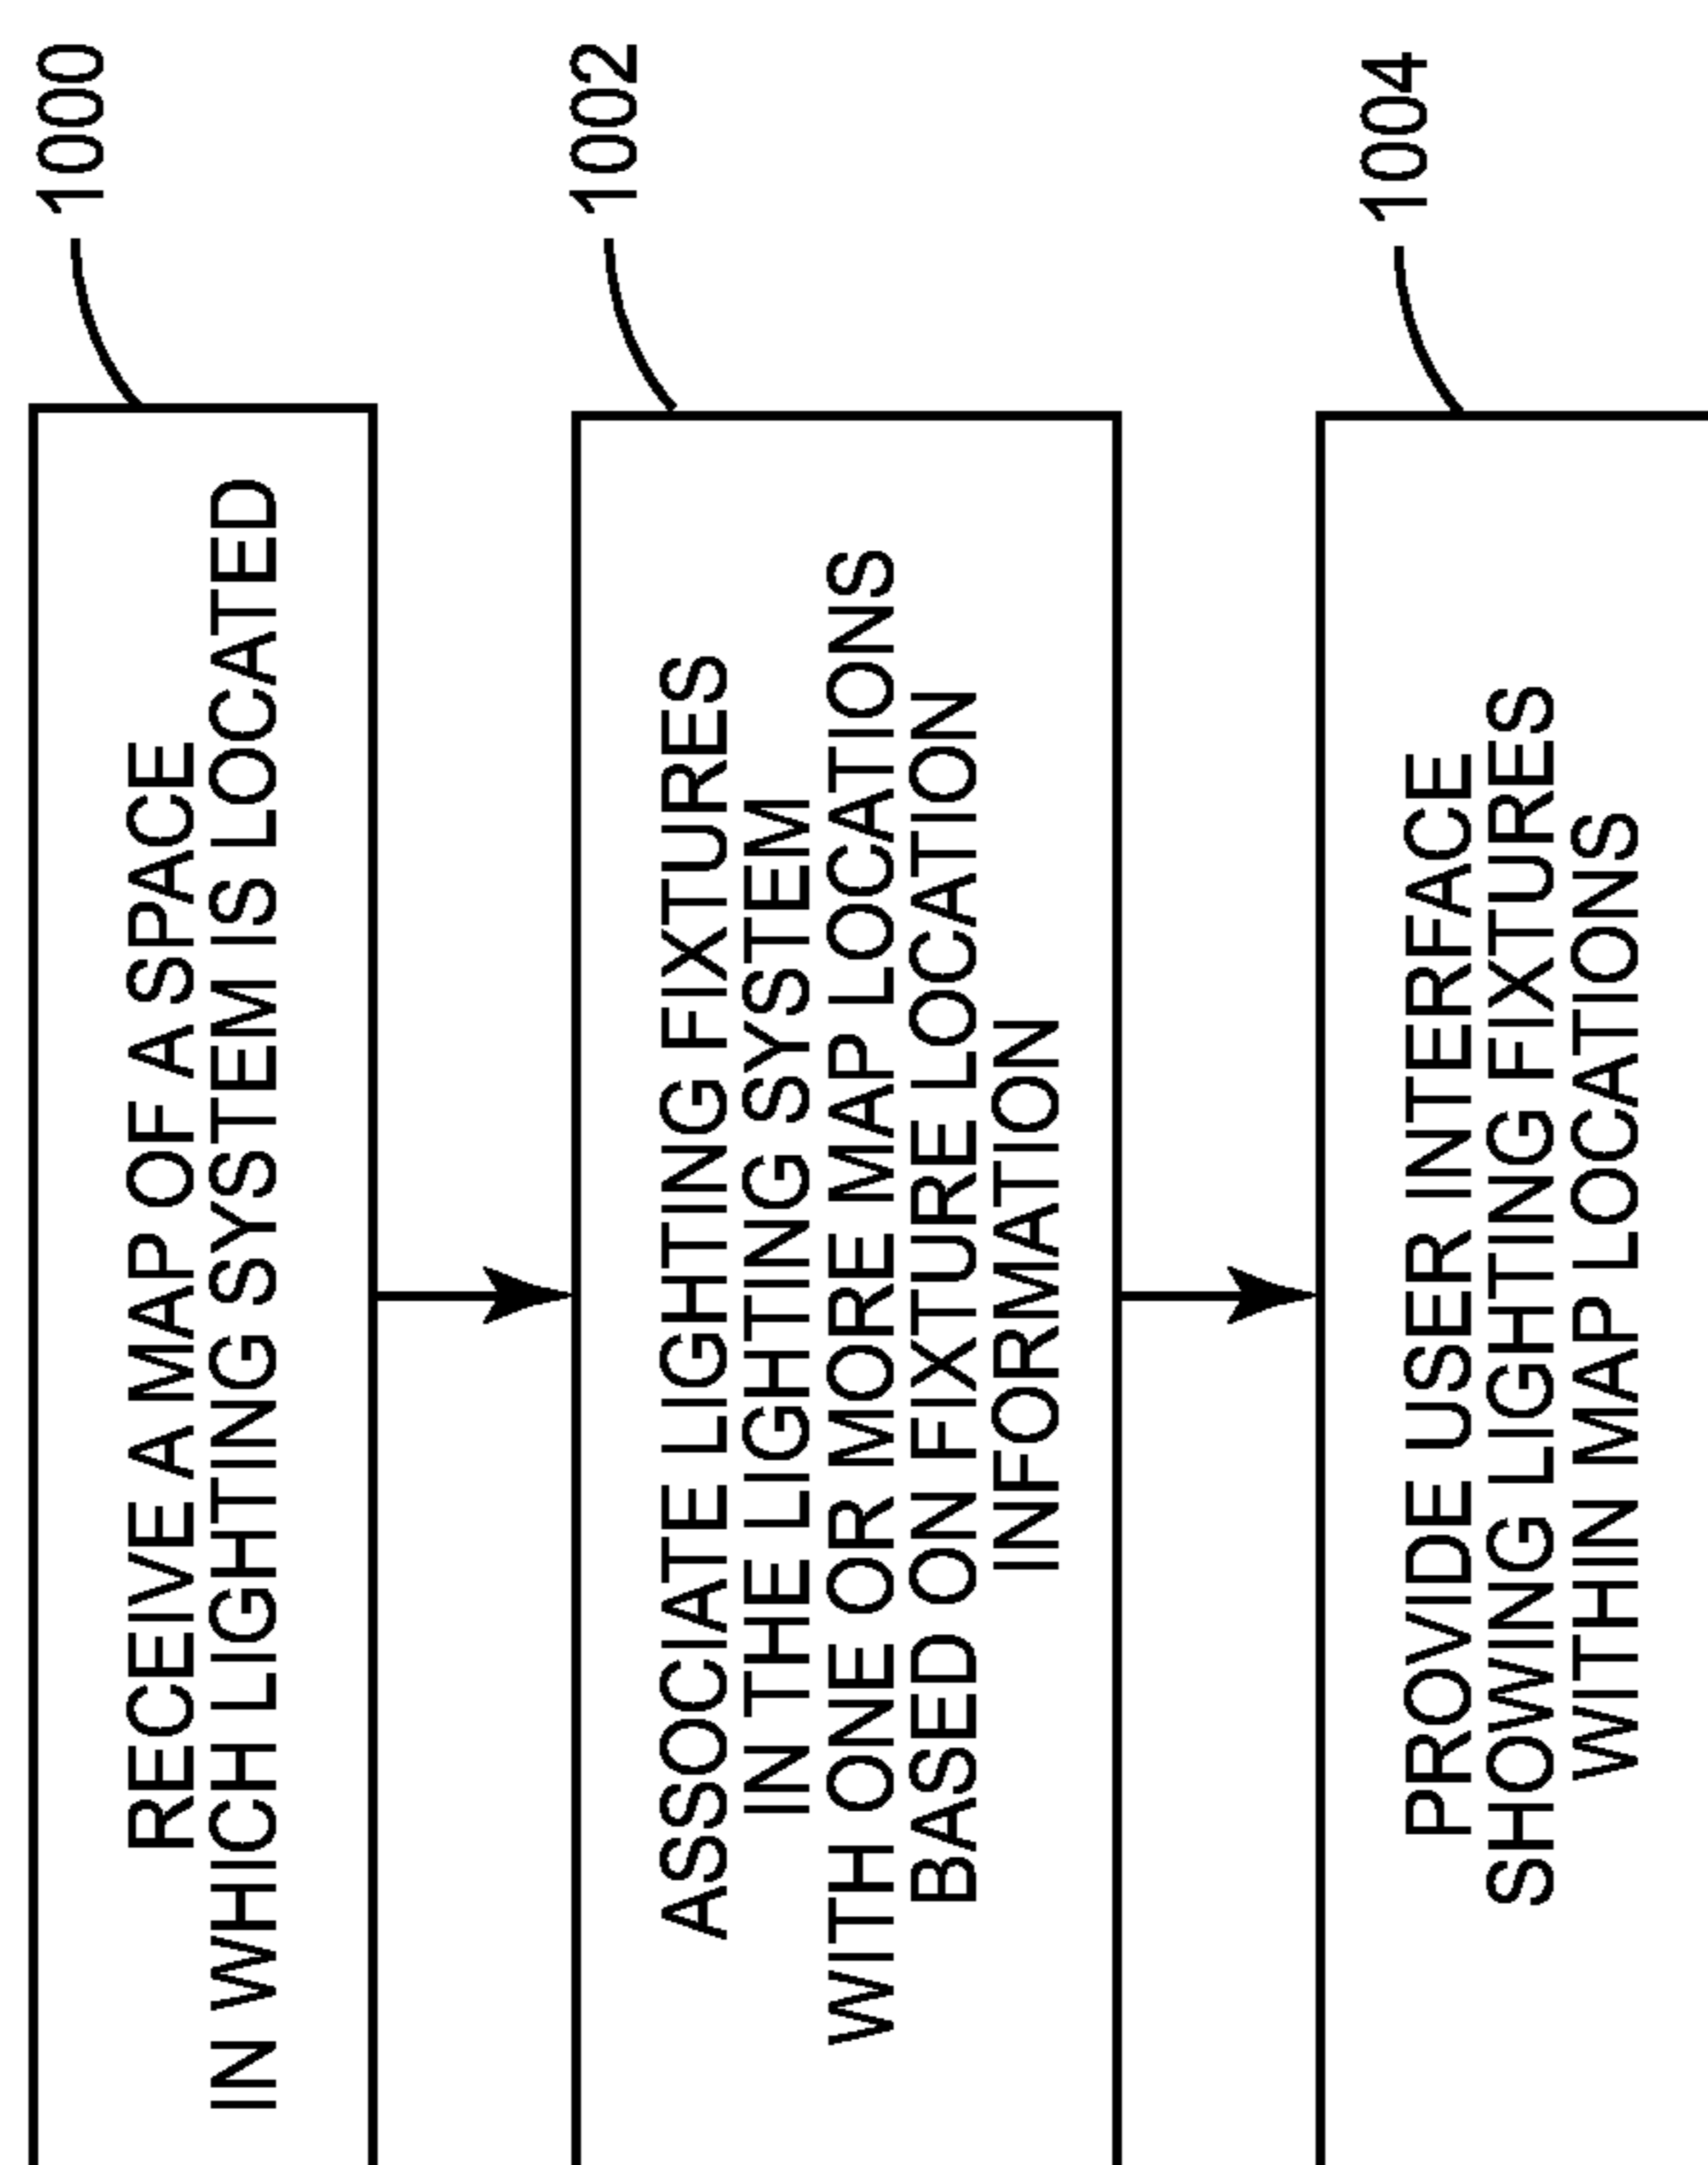 1000
RECEIVE A MAP OF A SPACE
IN WHICH LIGHTING SYSTEM IS LOCATED
1002
ASSOCIATE LIGHTING FIXTURES
IN THE LIGHTING SYSTEM
WITH ONE OR MORE MAP LOCATIONS
BASED ON FIXTURE LOCATION
INFORMATION
1004
PROVIDE USER INTERFACE
SHOWING LIGHTING FIXTURES
WITHIN MAP LOCATIONS